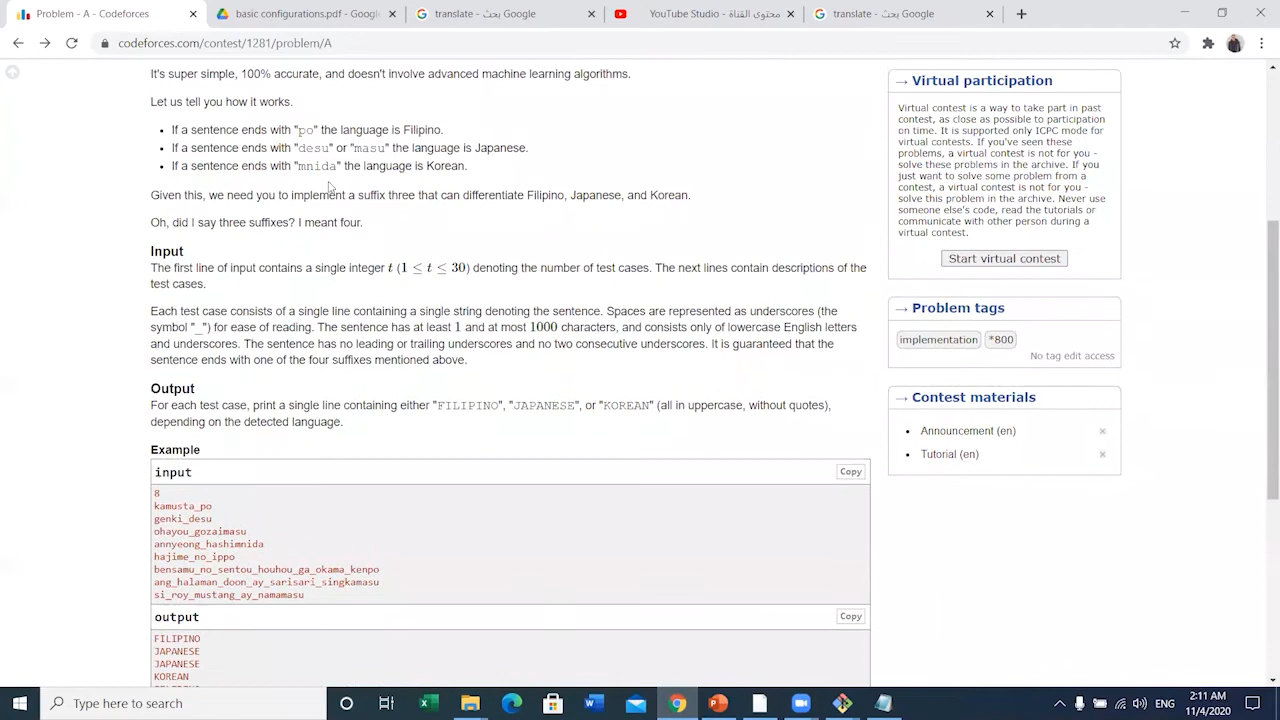 Problem - A - Codeforces
basic configurations.pdf - Googl
translate - بحث Google
YouTube Studio - محتوى القناة
translate - بحث Google
codeforces.com/contest/1281/problem/A
It's super simple, 100% accurate, and doesn't involve advanced machine learning algorithms.
Let us tell you how it works.
• If a sentence ends with "po" the language is Filipino.
• If a sentence ends with "desu" or "masu" the language is Japanese.
• If a sentence ends with "mnida" the language is Korean.
Given this, we need you to implement a suffix three that can differentiate Filipino, Japanese, and Korean.
Oh, did I say three suffixes? I meant four.
Input
The first line of input contains a single integer t (1 ≤ t ≤ 30) denoting the number of test cases. The next lines contain descriptions of the
test cases.
Each test case consists of a single line containing a single string denoting the sentence. Spaces are represented as underscores (the
symbol "_") for ease of reading. The sentence has at least 1 and at most 1000 characters, and consists only of lowercase English letters
and underscores. The sentence has no leading or trailing underscores and no two consecutive underscores. It is guaranteed that the
sentence ends with one of the four suffixes mentioned above.
Output
For each test case, print a single line containing either "FILIPINO", "JAPANESE", or "KOREAN" (all in uppercase, without quotes),
depending on the detected language.
Example
input
Copy
8
kamusta_po
genki_desu
ohayou_gozaimasu
annyeong_hashimnida
hajime_no_ippo
bensamu_no_sentou_houhou_ga_okama_kenpo
ang_halaman_doon_ay_sarisari_singkamasu
si_roy_mustang_ay_namamasu
output
Copy
FILIPINO
JAPANESE
JAPANESE
KOREAN
→ Virtual participation
Virtual contest is a way to take part in past
contest, as close as possible to participation
on time. It is supported only ICPC mode for
virtual contests. If you've seen these
problems, a virtual contest is not for you -
solve these problems in the archive. If you
just want to solve some problem from a
contest, a virtual contest is not for you -
solve this problem in the archive. Never use
someone else's code, read the tutorials or
communicate with other person during a
virtual contest.
Start virtual contest
→ Problem tags
implementation *800
No tag edit access
→ Contest materials
• Announcement (en)
• Tutorial (en)
Type here to search
ENG
2:11 AM
11/4/2020